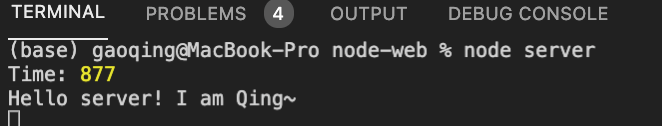 TERMINAL PROBLEMS 4 OUTPUT DEBUG CONSOLE
(base) gaoqing@MacBook-Pro node-web % node server
Time: 877
Hello server! I am Qing~